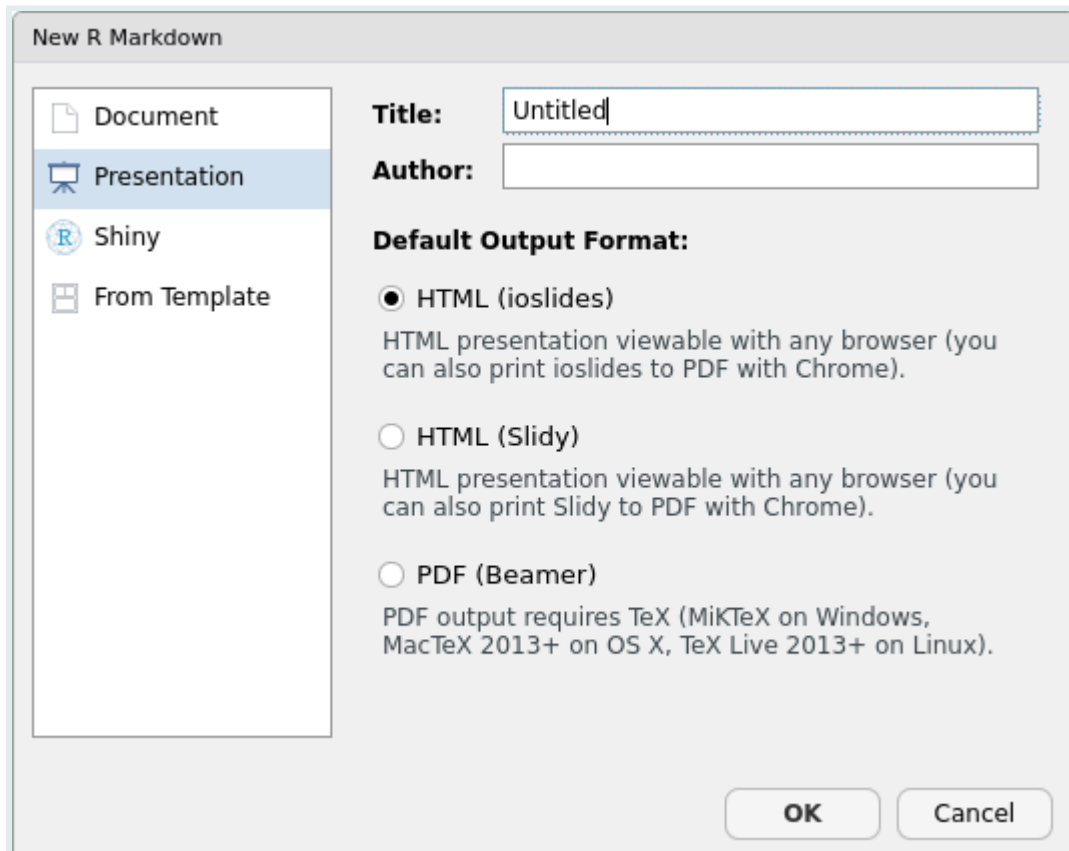 New R Markdown
Document
Presentation
R Shiny
From Template
Title: Untitled
Author:
Default Output Format:
HTML (ioslides)
HTML presentation viewable with any browser (you
can also print ioslides to PDF with Chrome).
HTML (Slidy)
HTML presentation viewable with any browser (you
can also print Slidy to PDF with Chrome).
PDF (Beamer)
PDF output requires TeX (MiKTeX on Windows,
MacTeX 2013+ on OS X, TeX Live 2013+ on Linux).
OK Cancel